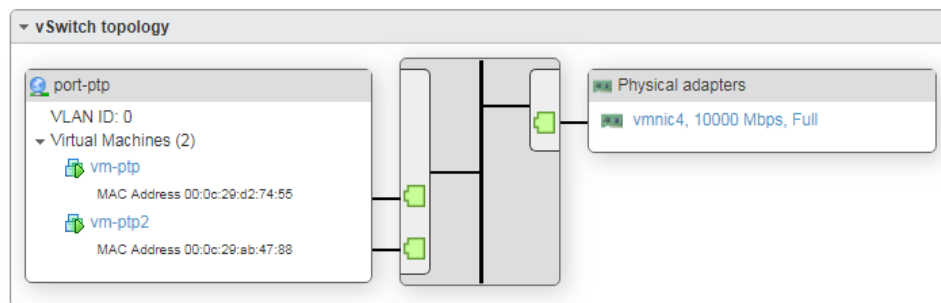 vSwitch topology
port-ptp
VLAN ID: 0
Virtual Machines (2)
vm-ptp
MAC Address 00:0c:29:d2:74:55
vm-ptp2
MAC Address 00:0c:29:ab:47:88
Physical adapters
vmnic4, 10000 Mbps, Full